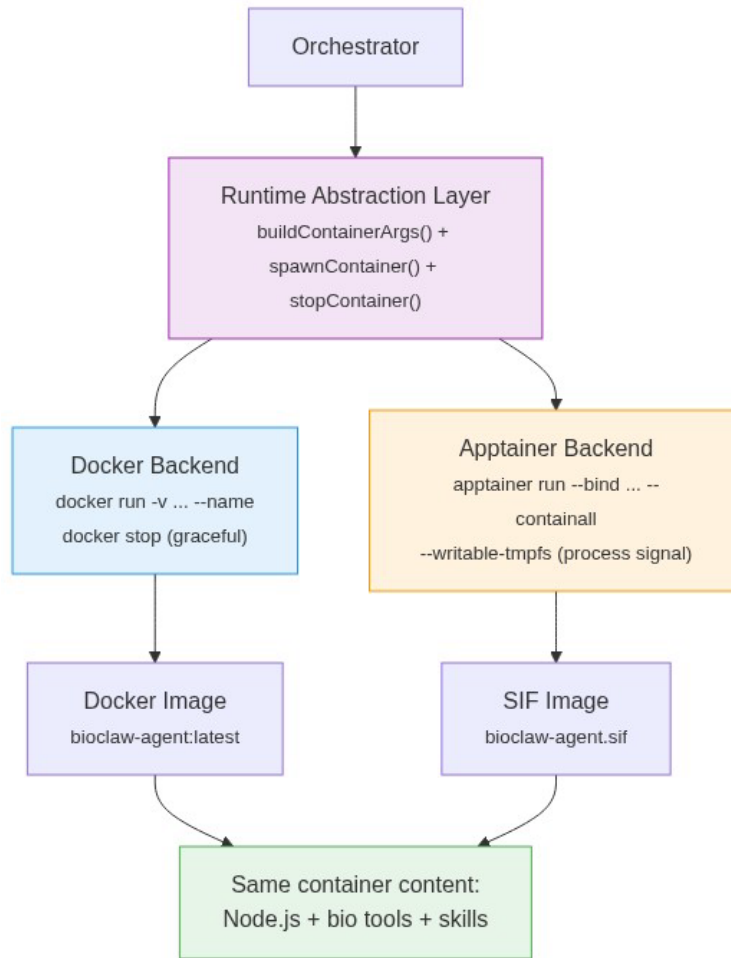 Orchestrator
Runtime Abstraction Layer
buildContainerArgs() +
spawnContainer() +
stopContainer()
Docker Backend
docker run -v ... --name
docker stop (graceful)
Apptainer Backend
apptainer run --bind ... --
containall
--writable-tmpfs (process signal)
Docker Image
bioclaw-agent:latest
SIF Image
bioclaw-agent.sif
Same container content:
Node.js + bio tools + skills